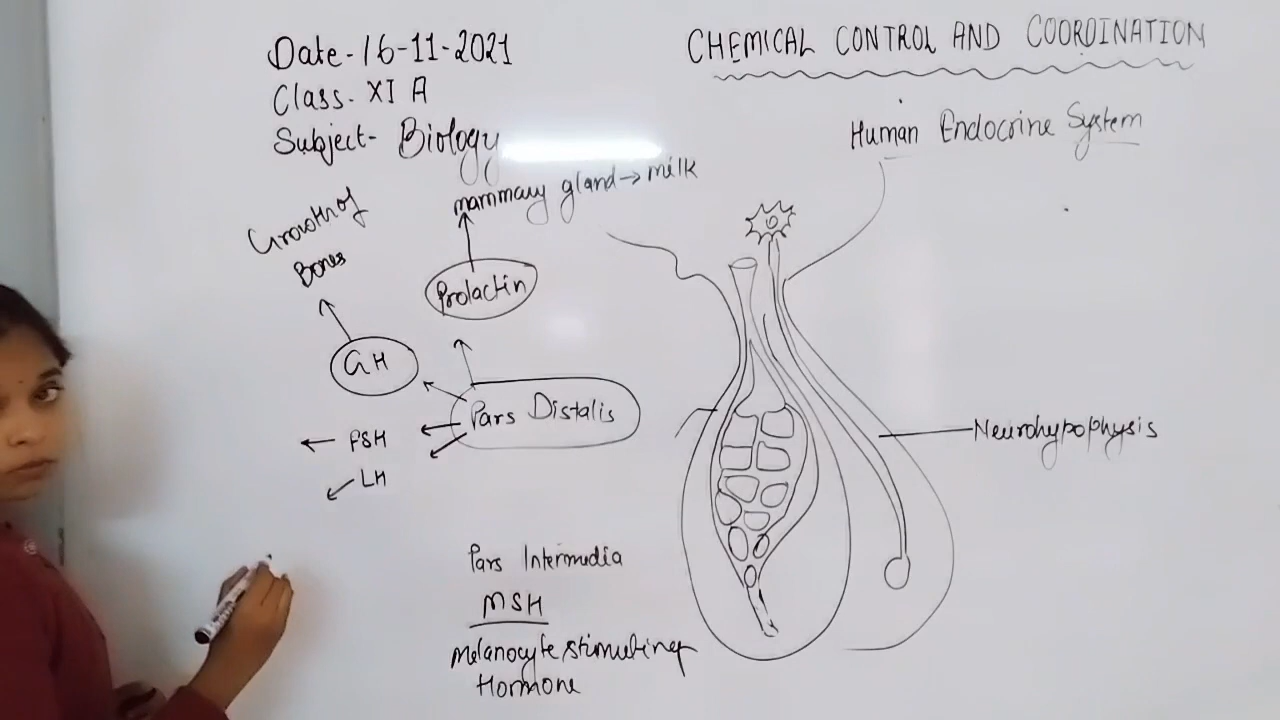 Date - 16-11-2021
Class - XI A
Subject - Biology
CHEMICAL CONTROL AND COORDINATION
Human Endocrine System
mammary gland → milk
Growth of
Bones
Prolactin
GH
Pars Distalis
FSH
LH
Neurohypophysis
Pars Intermedia
MSH
Melanocyte stimuting
Hormone